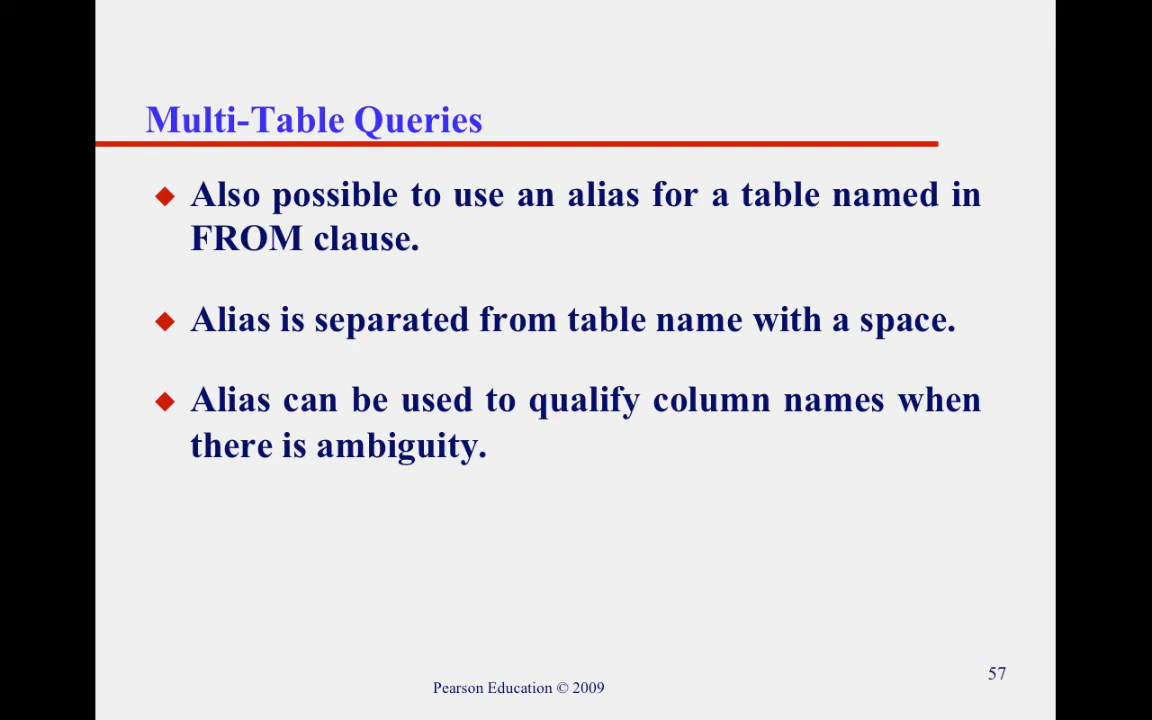 Multi-Table Queries
Also possible to use an alias for a table named in
FROM clause.
Alias is separated from table name with a space.
Alias can be used to qualify column names when
there is ambiguity.
57
Pearson Education © 2009